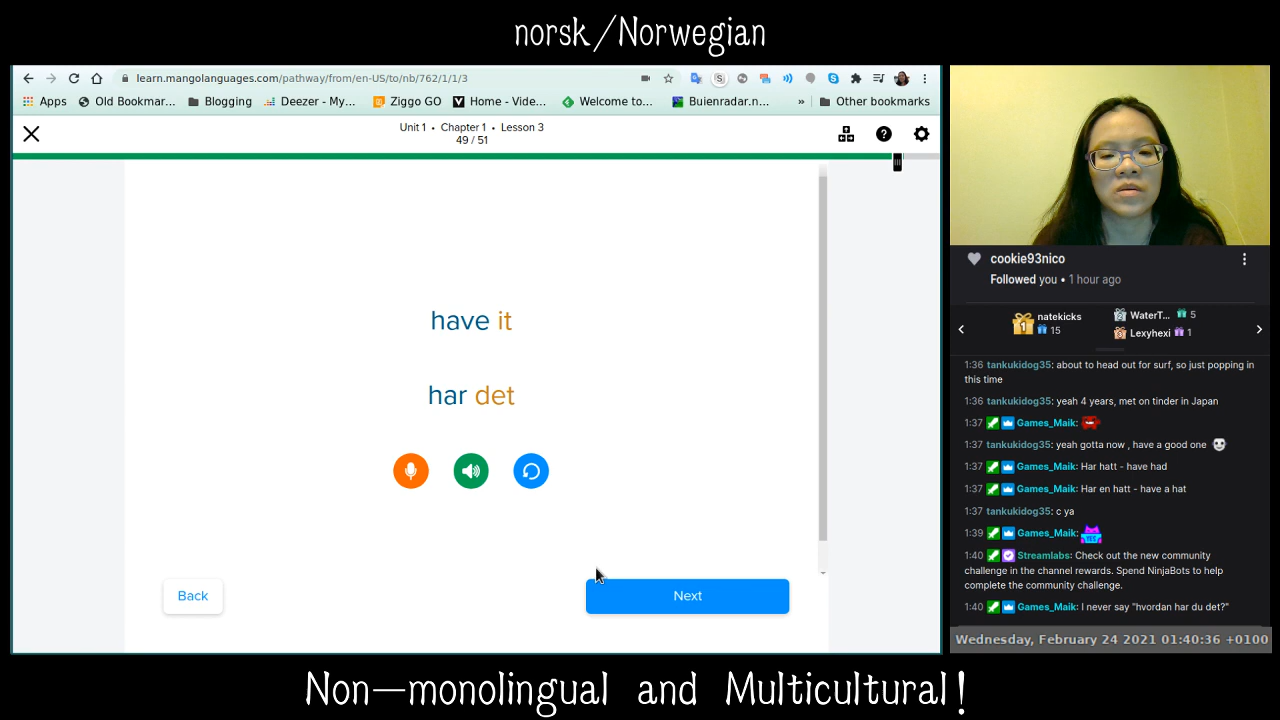 norsk/Norwegian
learn.mangolanguages.com/pathway/from/en-US/to/nb/762/1/1/3
Apps
Old Bookmar...
Blogging
Deezer - My...
Ziggo GO
Home - Vide...
Welcome to...
Buienradar.n...
»
Other bookmarks
Unit 1 • Chapter 1 • Lesson 3
49 / 51
have it
har det
Back
Next
cookie93nico
Followed you • 1 hour ago
natekicks
15
WaterT... 5
Lexyhexi 1
1:36 tankukidog35: about to head out for surf, so just popping in
this time
1:36 tankukidog35: yeah 4 years, met on tinder in Japan
1:37 Games_Maik:
1:37 tankukidog35: yeah gotta now , have a good one
1:37 Games_Maik: Har hatt - have had
1:37 Games_Maik: Har en hatt - have a hat
1:37 tankukidog35: c ya
1:39 Games_Maik:
1:40 Streamlabs: Check out the new community
challenge in the channel rewards. Spend NinjaBots to help
complete the community challenge.
1:40 Games_Maik: I never say "hvordan har du det?"
Wednesday, February 24 2021 01:40:36 +0100
Non-monolingual and Multicultural!